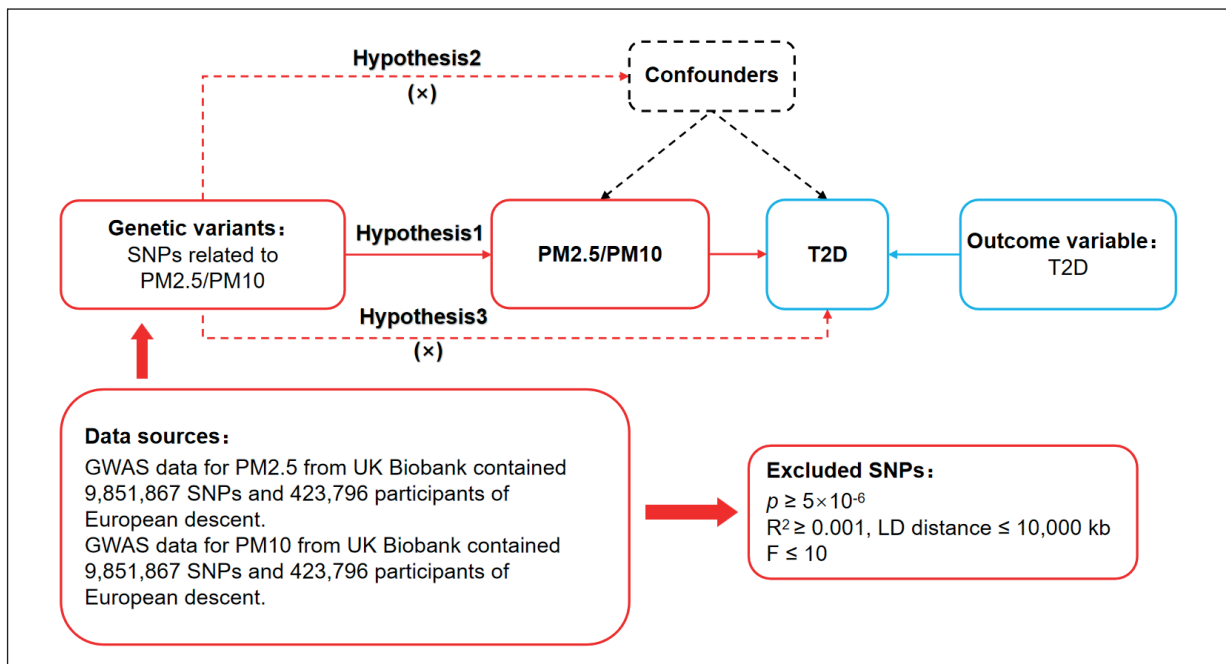 Hypothesis2
(×)
Confounders
Genetic variants：
SNPs related to
PM2.5/PM10
Hypothesis1
PM2.5/PM10
T2D
Outcome variable：
T2D
Hypothesis3
(×)
Data sources：
GWAS data for PM2.5 from UK Biobank contained
9,851,867 SNPs and 423,796 participants of
European descent.
GWAS data for PM10 from UK Biobank contained
9,851,867 SNPs and 423,796 participants of
European descent.
Excluded SNPs：
p ≥ 5×10⁻⁶
R² ≥ 0.001, LD distance ≤ 10,000 kb
F ≤ 10